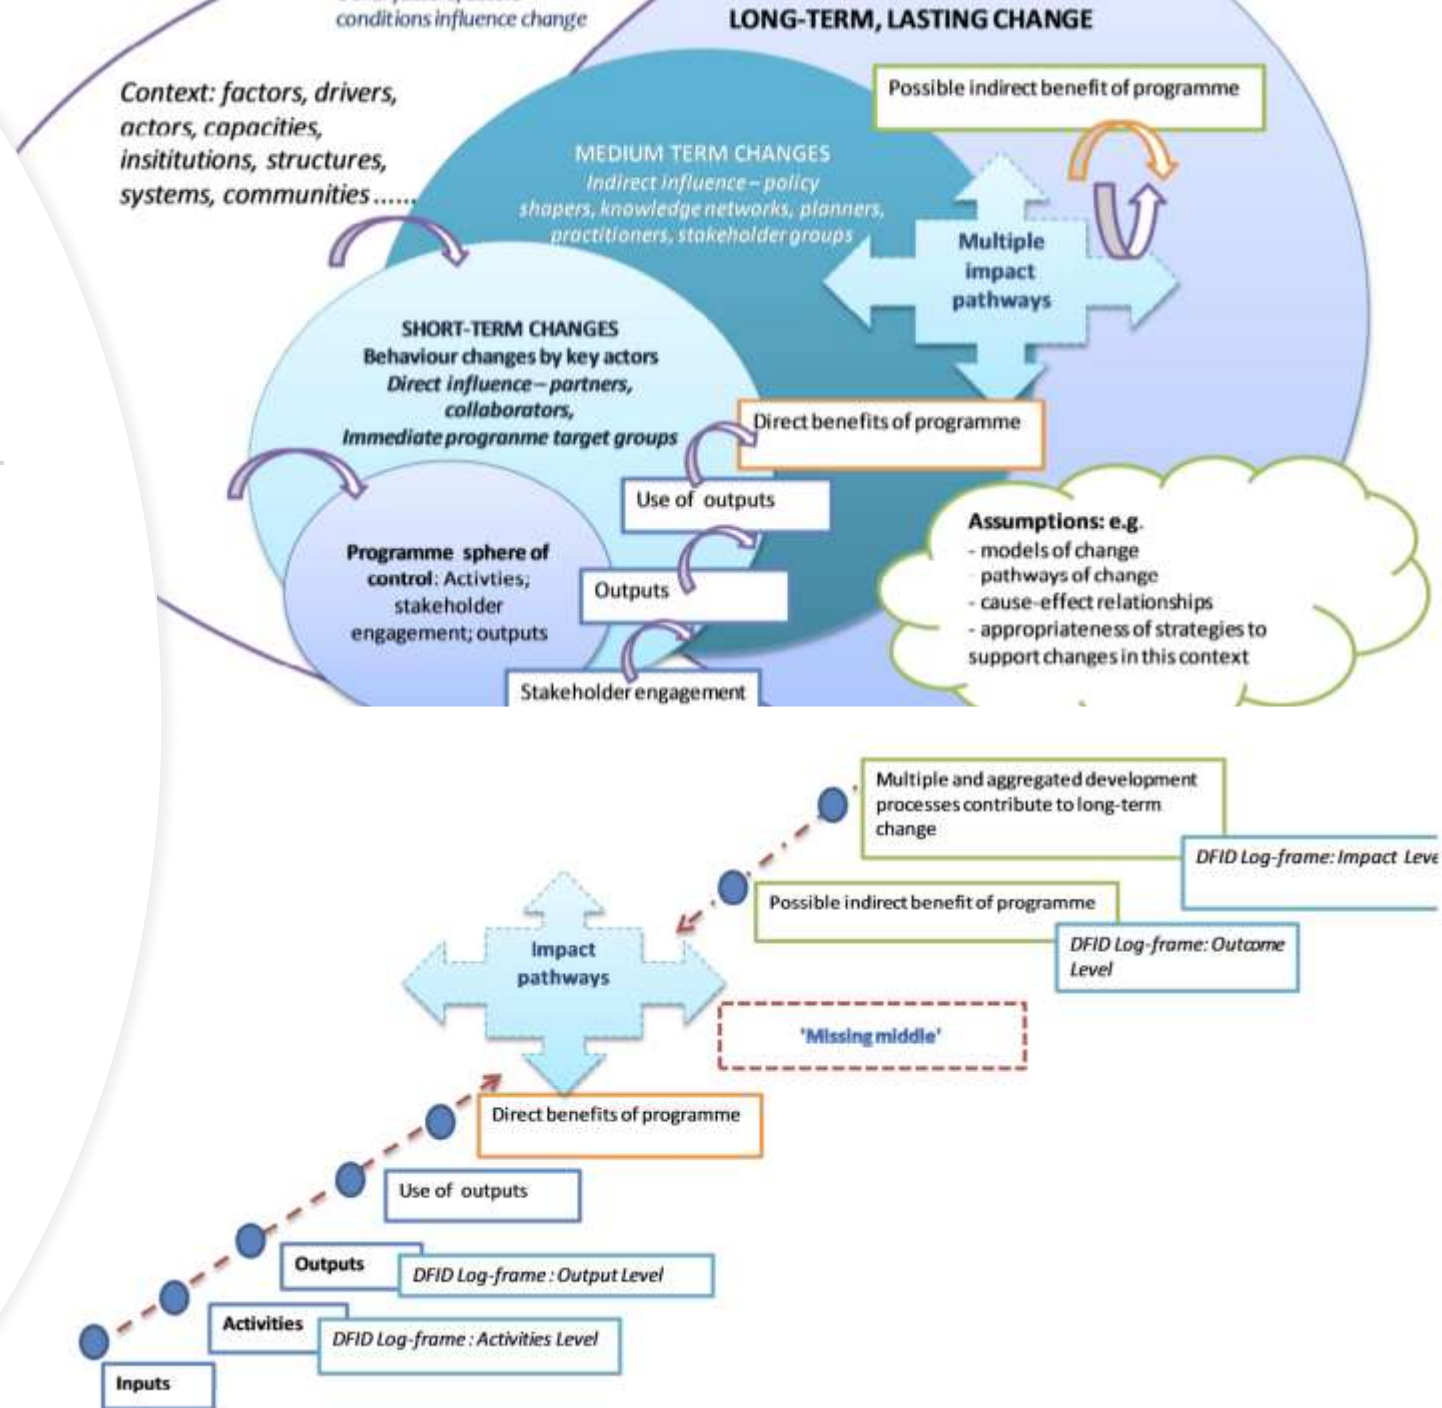 conditions influence change
LONG-TERM, LASTING CHANGE
Context: factors, drivers,
actors, capacities,
insititutions, structures,
systems, communities ......
Possible indirect benefit of programme
MEDIUM TERM CHANGES
Indirect influence – policy
shapers, knowledge networks, planners,
practitioners, stakeholder groups
Multiple
impact
pathways
SHORT-TERM CHANGES
Behaviour changes by key actors
Direct influence – partners,
collaborators,
Immediate programme target groups
Direct benefits of programme
Use of outputs
Outputs
Stakeholder engagement
Programme sphere of
control: Activties;
stakeholder
engagement; outputs
Assumptions: e.g.
- models of change
- pathways of change
- cause-effect relationships
- appropriateness of strategies to
support changes in this context
Multiple and aggregated development
processes contribute to long-term
change
DFID Log-frame: Impact Leve
Possible indirect benefit of programme
DFID Log-frame: Outcome
Level
Impact
pathways
'Missing middle'
Direct benefits of programme
Use of outputs
Outputs
DFID Log-frame : Output Level
Activities
DFID Log-frame : Activities Level
Inputs